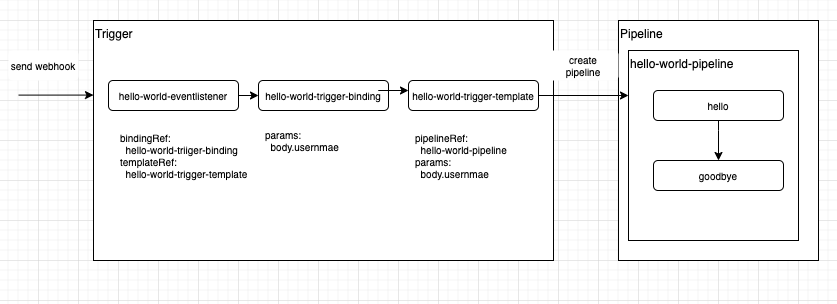 Trigger
Pipeline
send webhook
create
pipeline
hello-world-pipeline
hello-world-eventlistener
hello-world-trigger-binding
hello-world-trigger-template
hello
bindingRef:
hello-world-triiger-binding
templateRef:
hello-world-trigger-template
params:
body.usernmae
pipelineRef:
hello-world-pipeline
params:
body.usernmae
goodbye